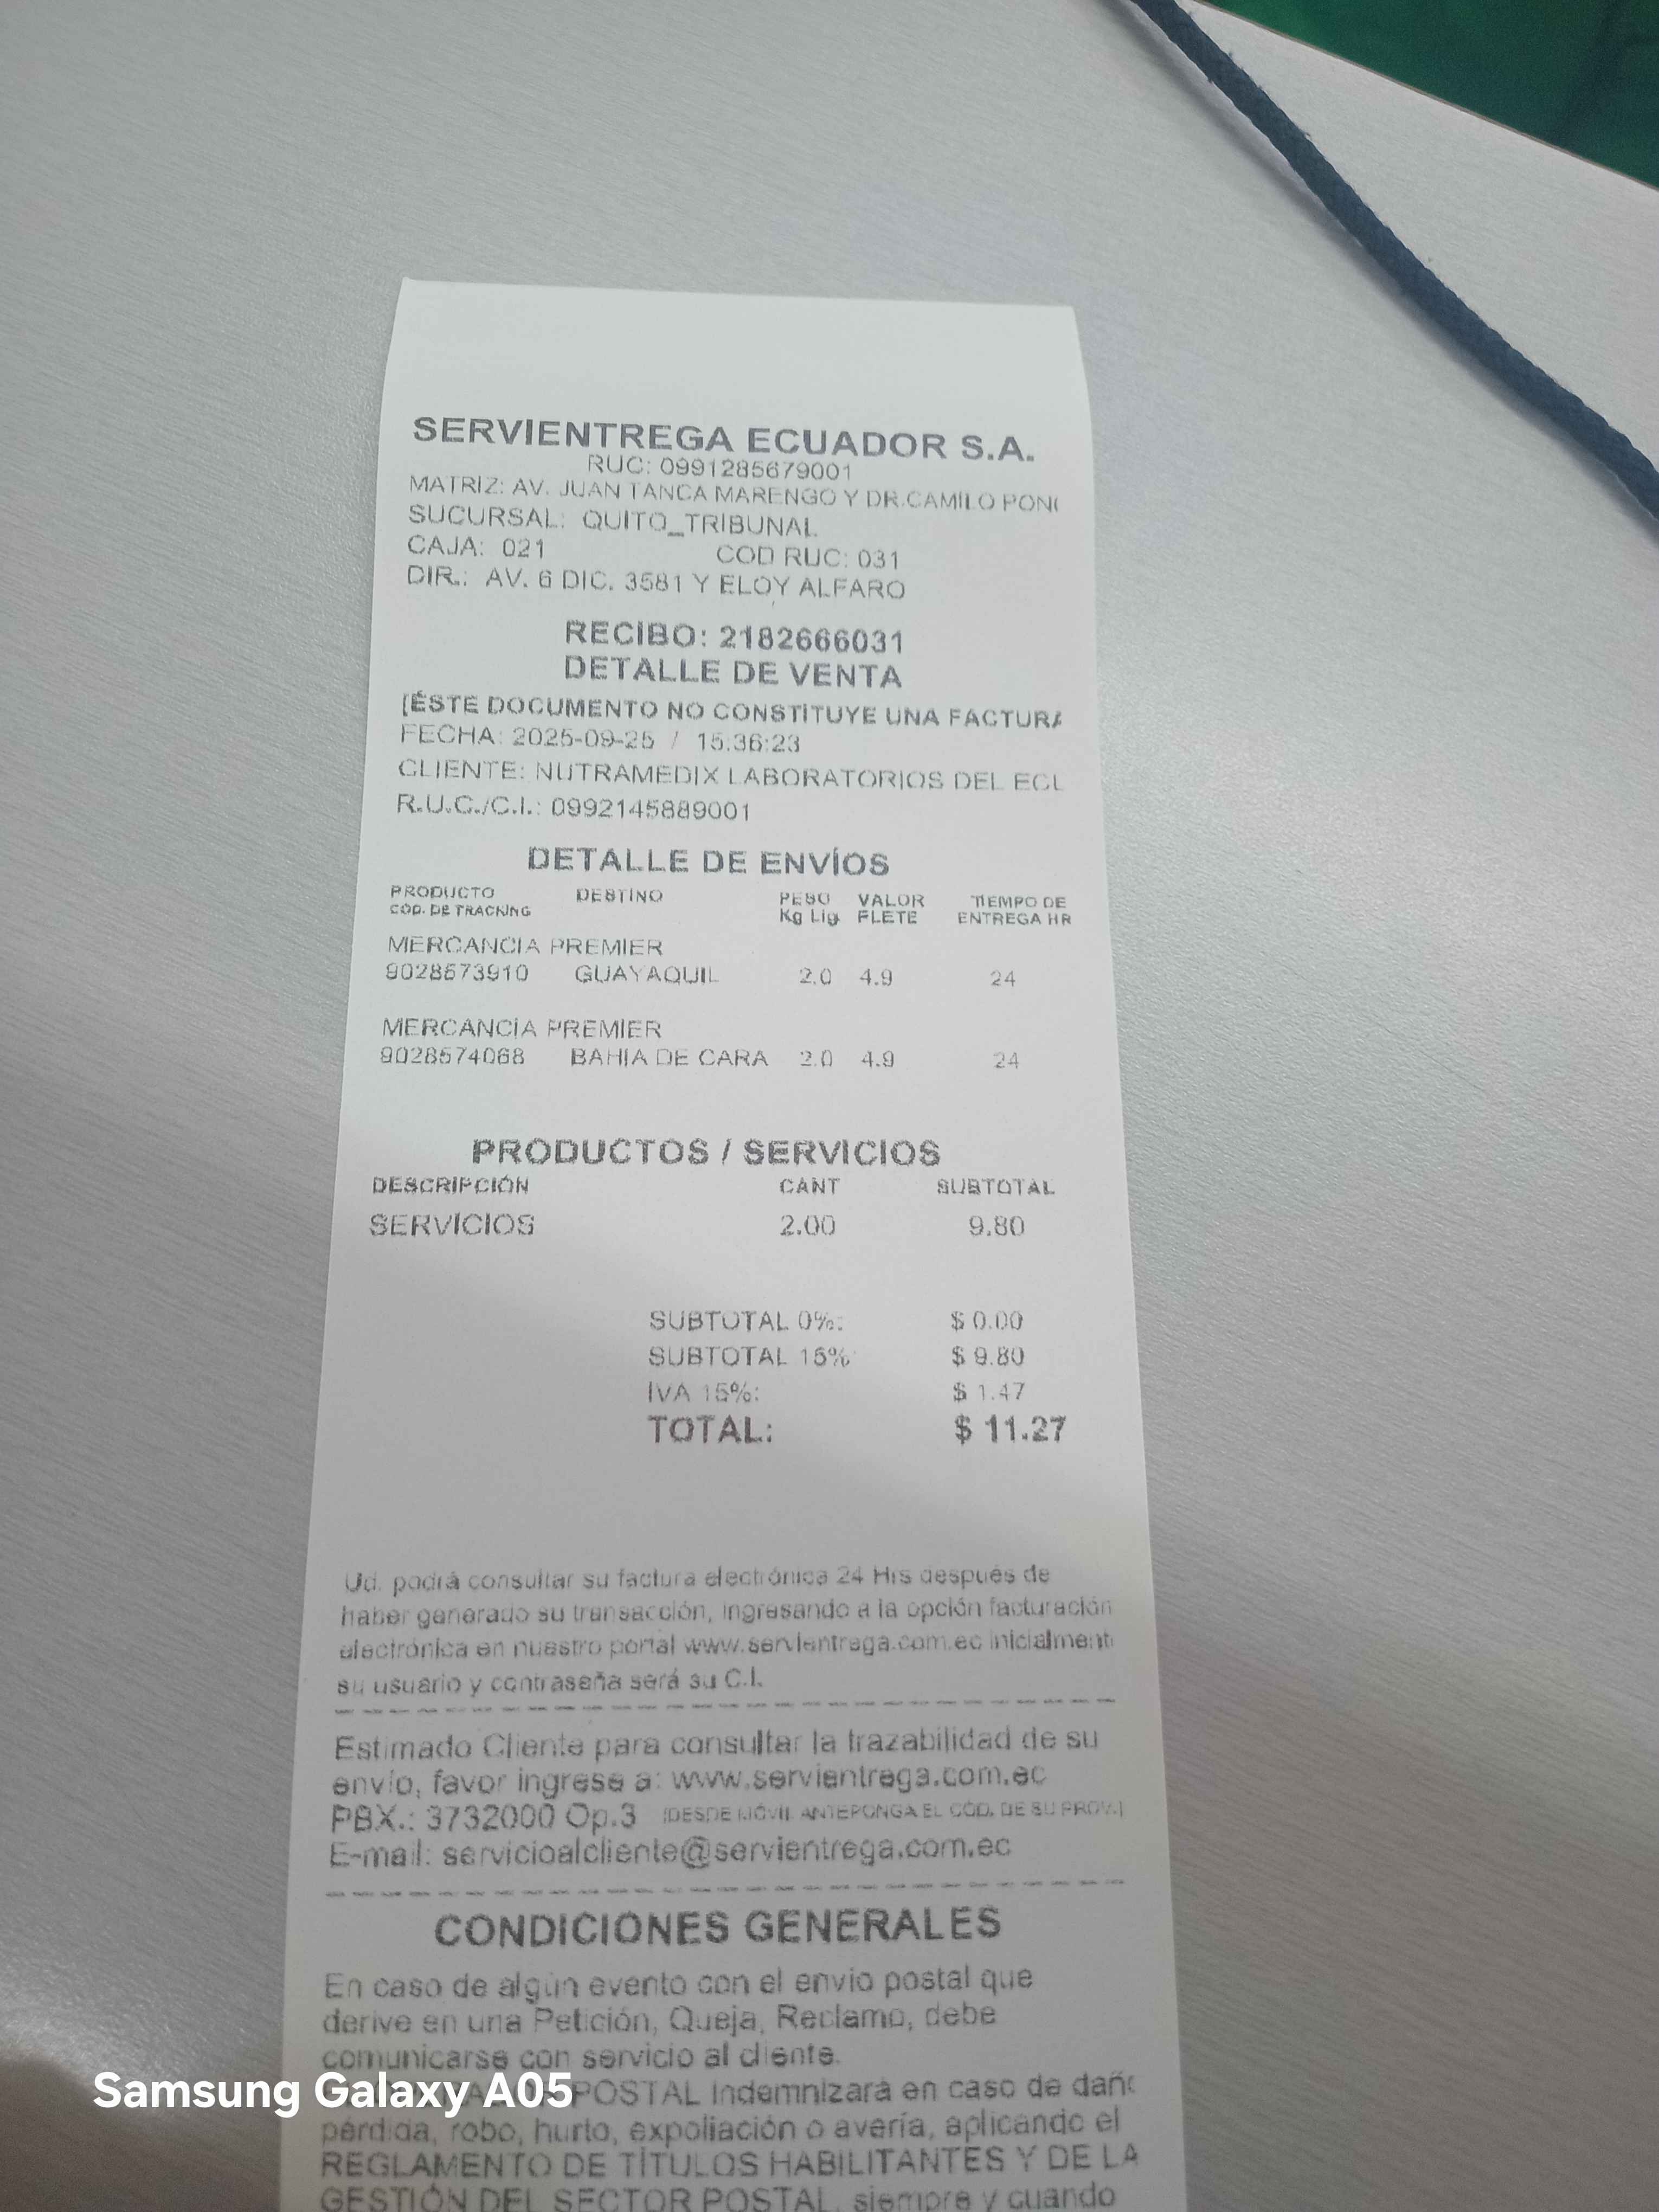 SERVIENTREGA ECUADOR S.A.
RUC: 0991285679001
MATRIZ: AV. JUAN TANCA MARENGO Y DR.CAMILO PON
SUCURSAL: QUITO_TRIBUNAL
CAJA: 021 COD RUC: 031
DIR.: AV. 6 DIC. 3581 Y ELOY ALFARO
RECIBO: 2182666031
DETALLE DE VENTA
[ÉSTE DOCUMENTO NO CONSTITUYE UNA FACTURA
FECHA: 2025-09-25 / 15:36:23
CLIENTE: NUTRAMEDIX LABORATORIOS DEL ECU
R.U.C./C.I.: 0992145889001
DETALLE DE ENVÍOS
PRODUCTO DESTINO PESO VALOR TIEMPO DE
COD. DE TRACKING Kg Lig FLETE ENTREGA HR
MERCANCIA PREMIER
9028573910 GUAYAQUIL 2.0 4.9 24
MERCANCIA PREMIER
9028574068 BAHIA DE CARA 2.0 4.9 24
PRODUCTOS / SERVICIOS
DESCRIPCIÓN CANT SUBTOTAL
SERVICIOS 2.00 9.80
SUBTOTAL 0%: $ 0.00
SUBTOTAL 15% $ 9.80
IVA 15%: $ 1.47
TOTAL: $ 11.27
Ud. podrá consultar su factura electrónica 24 Hrs después de
haber generado su transacción, ingresando a la opción facturación
electrónica en nuestro portal www.servientrega.com.ec inicialment
su usuario y contraseña será su C.I.
Estimado Cliente para consultar la trazabilidad de su
envío, favor ingrese a: www.servientrega.com.ec
PBX.: 3732000 Op.3 (DESDE MÓVIL ANTEPONGA EL COD. DE SU PROV.)
E-mail: servicioalcliente@servientrega.com.ec
CONDICIONES GENERALES
En caso de algún evento con el envio postal que
derive en una Petición, Queja, Reclamo, debe
comunicarse con servicio al cliente.
POSTAL indemnizará en caso de dañ
pérdida, robo, hurto, expoliación o avería, aplicando el
REGLAMENTO DE TÍTULOS HABILITANTES Y DE LA
GESTIÓN DEL SECTOR POSTAL, siempre y cuando
Samsung Galaxy A05